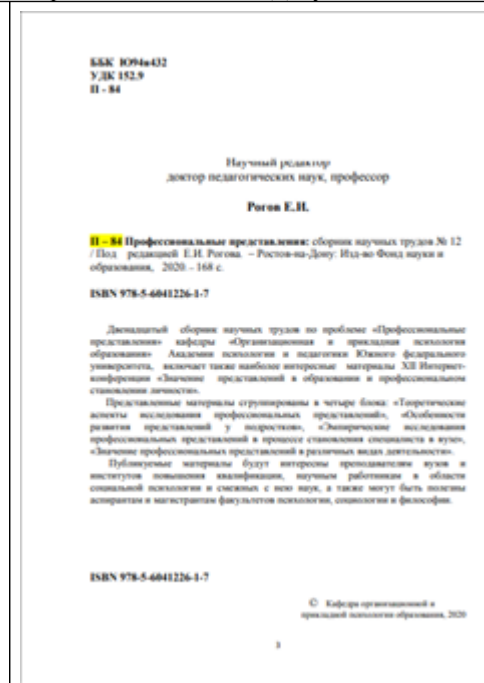 ББК Ю94я432
УДК 152.9
П - 84
Научный редактор
доктор педагогических наук, профессор
Рогов Е.И.
П – 84 Профессиональные представления: сборник научных трудов № 12
/ Под редакцией Е.И. Рогова. – Ростов-на-Дону: Изд-во Фонд науки и
образования, 2020. - 168 с.
ISBN 978-5-6041226-1-7
Двенадцатый сборник научных трудов по проблеме «Профессиональные
представления» кафедры «Организационная и прикладная психология
образования» Академии психологии и педагогики Южного федерального
университета, включает также наиболее интересные материалы XII Интернет-
конференции «Значение представлений в образовании и профессиональном
становлении личности».
Представленные материалы сгруппированы в четыре блока: «Теоретические
аспекты исследования профессиональных представлений», «Особенности
развития представлений у подростков», «Эмпирические исследования
профессиональных представлений в процессе становления специалиста в вузе»,
«Значение профессиональных представлений в различных видах деятельности».
Публикуемые материалы будут интересны преподавателям вузов и
институтов повышения квалификации, научным работникам в области
социальной психологии и смежных с нею наук, а также могут быть полезны
аспирантам и магистрантам факультетов психологии, социологии и философии.
ISBN 978-5-6041226-1-7
© Кафедра организационной и
прикладной психологии образования, 2020